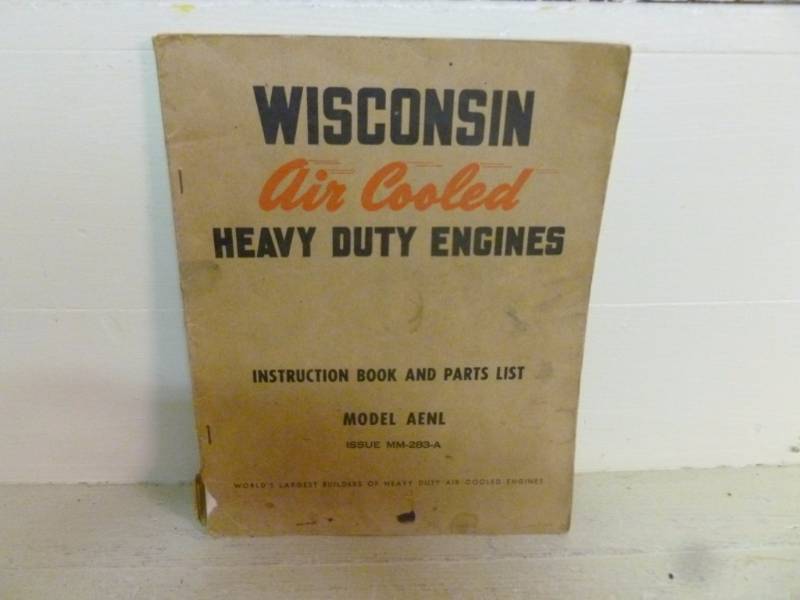 WISCONSIN
Air Cooled
HEAVY DUTY ENGINES
INSTRUCTION BOOK AND PARTS LIST
MODEL AENL
ISSUE MM-283-A
WORLD'S LARGEST BUILDERS OF HEAVY DUTY AIR COOLED ENGINES